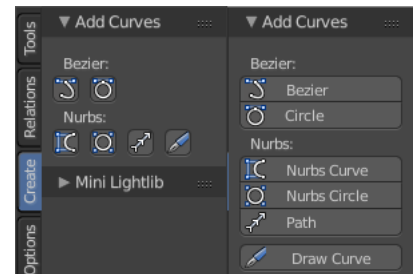 Tools
Relations
Create
Options
▼ Add Curves
Bezier:
Nurbs:
▶ Mini Lightlib
▼ Add Curves
Bezier:
Bezier
Circle
Nurbs:
Nurbs Curve
Nurbs Circle
Path
Draw Curve